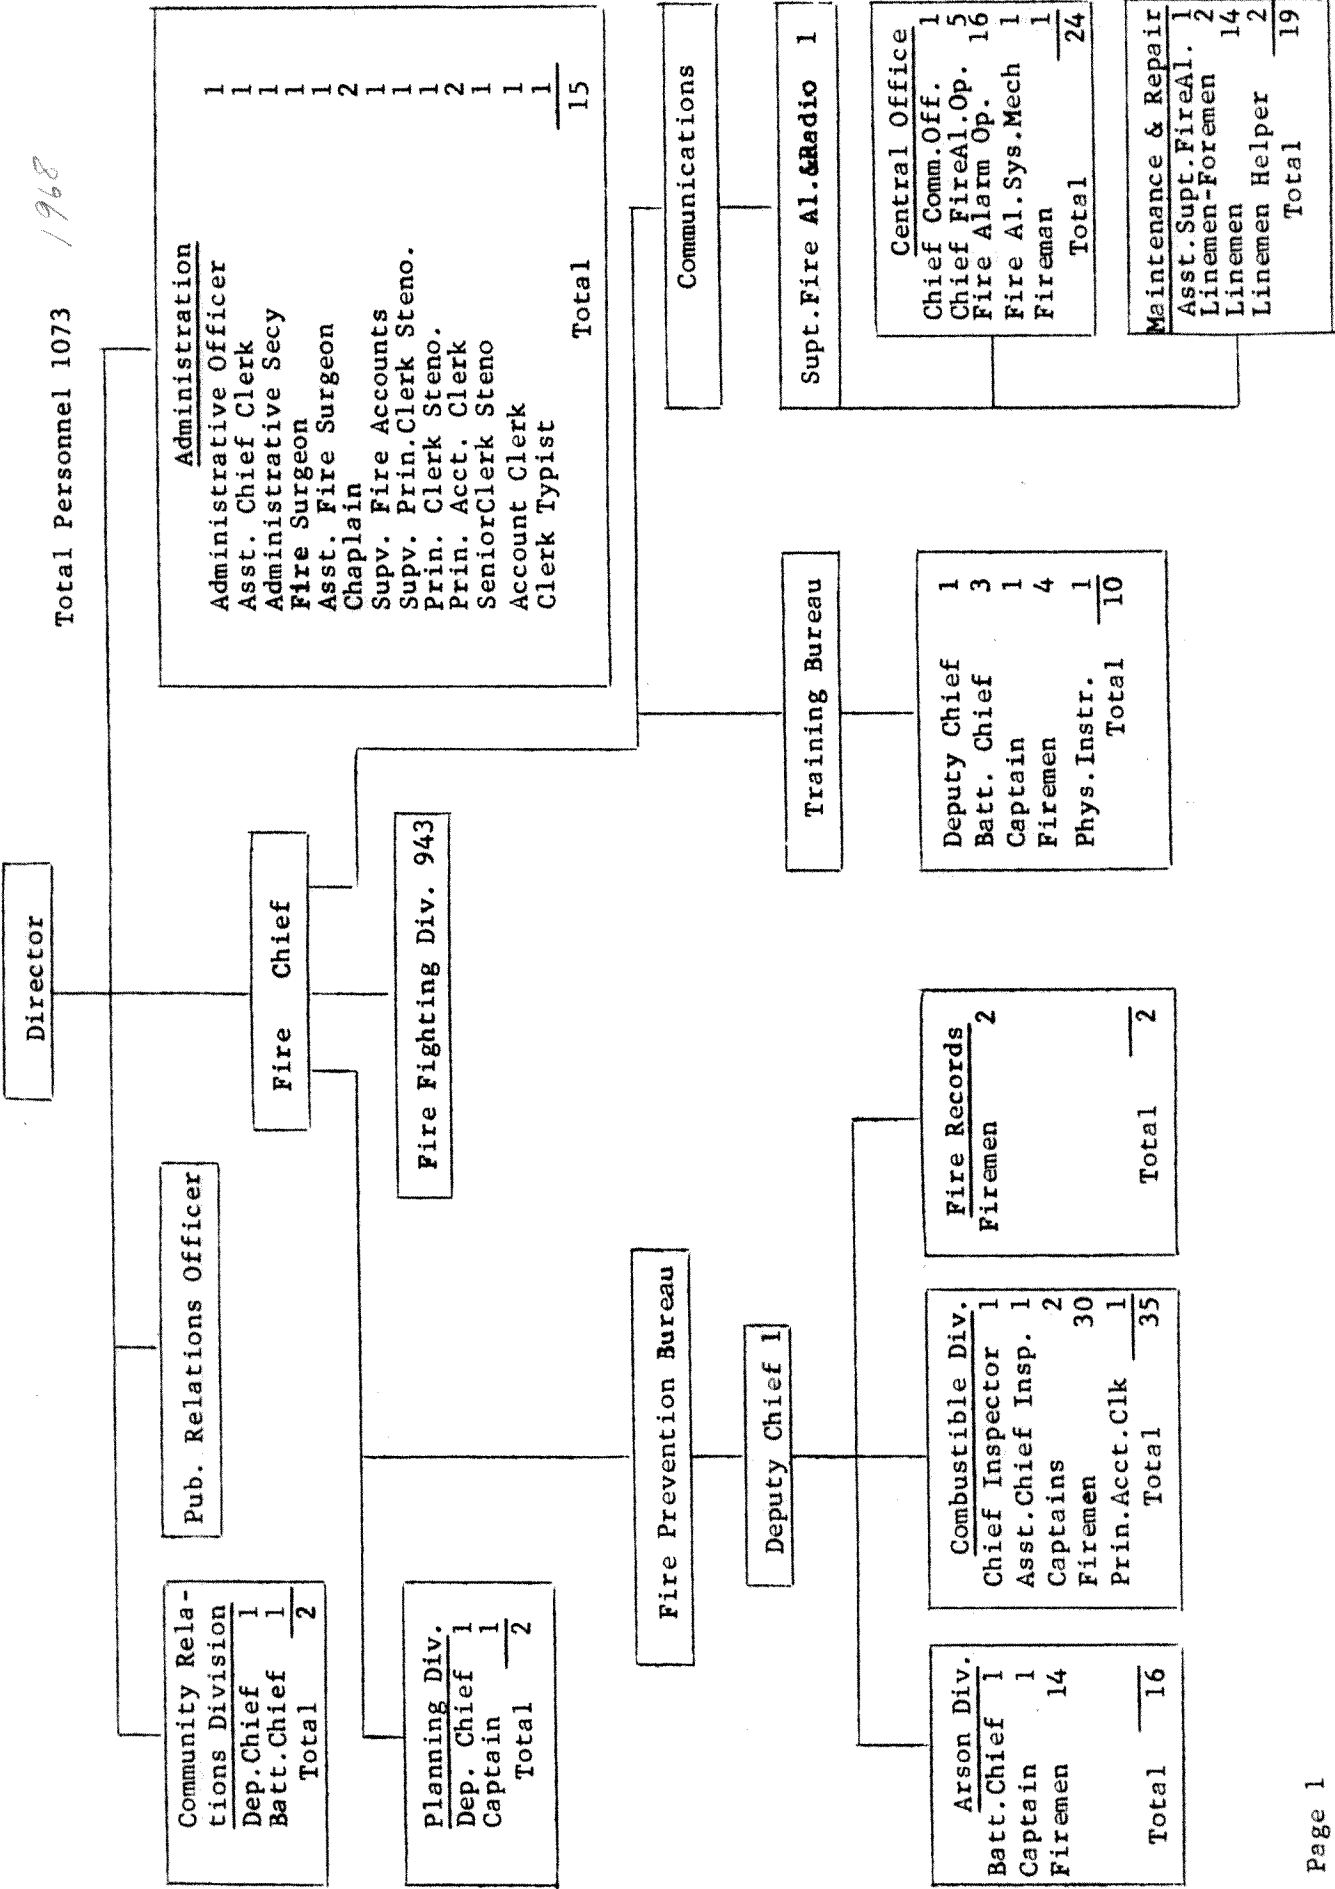 Director
Total Personnel 1073 1968
Community Rela-
tions Division
Dep.Chief 1
Batt.Chief 1
Total 2
Pub. Relations Officer
Fire Chief
Administration
Administrative Officer 1
Asst. Chief Clerk 1
Administrative Secy 1
Fire Surgeon 1
Asst. Fire Surgeon 1
Chaplain 2
Supv. Fire Accounts 1
Supv. Prin.Clerk Steno. 1
Prin. Clerk Steno. 1
Prin. Acct. Clerk 2
SeniorClerk Steno 1
Account Clerk 1
Clerk Typist 1
Total 15
Planning Div.
Dep. Chief 1
Captain 1
Total 2
Fire Fighting Div. 943
Fire Prevention Bureau
Deputy Chief 1
Arson Div.
Batt.Chief 1
Captain 1
Firemen 14
Total 16
Combustible Div.
Chief Inspector 1
Asst.Chief Insp. 1
Captains 2
Firemen 30
Prin.Acct.Clk 1
Total 35
Fire Records
Firemen 2
Total 2
Training Bureau
Deputy Chief 1
Batt. Chief 3
Captain 1
Firemen 4
Phys.Instr. 1
Total 10
Communications
Supt.Fire Al.&Radio 1
Central Office
Chief Comm.Off. 1
Chief FireAl.Op. 5
Fire Alarm Op. 16
Fire Al.Sys.Mech 1
Fireman 1
Total 24
Maintenance & Repair
Asst.Supt.FireAl. 1
Linemen-Foremen 2
Linemen 14
Linemen Helper 2
Total 19
Page 1